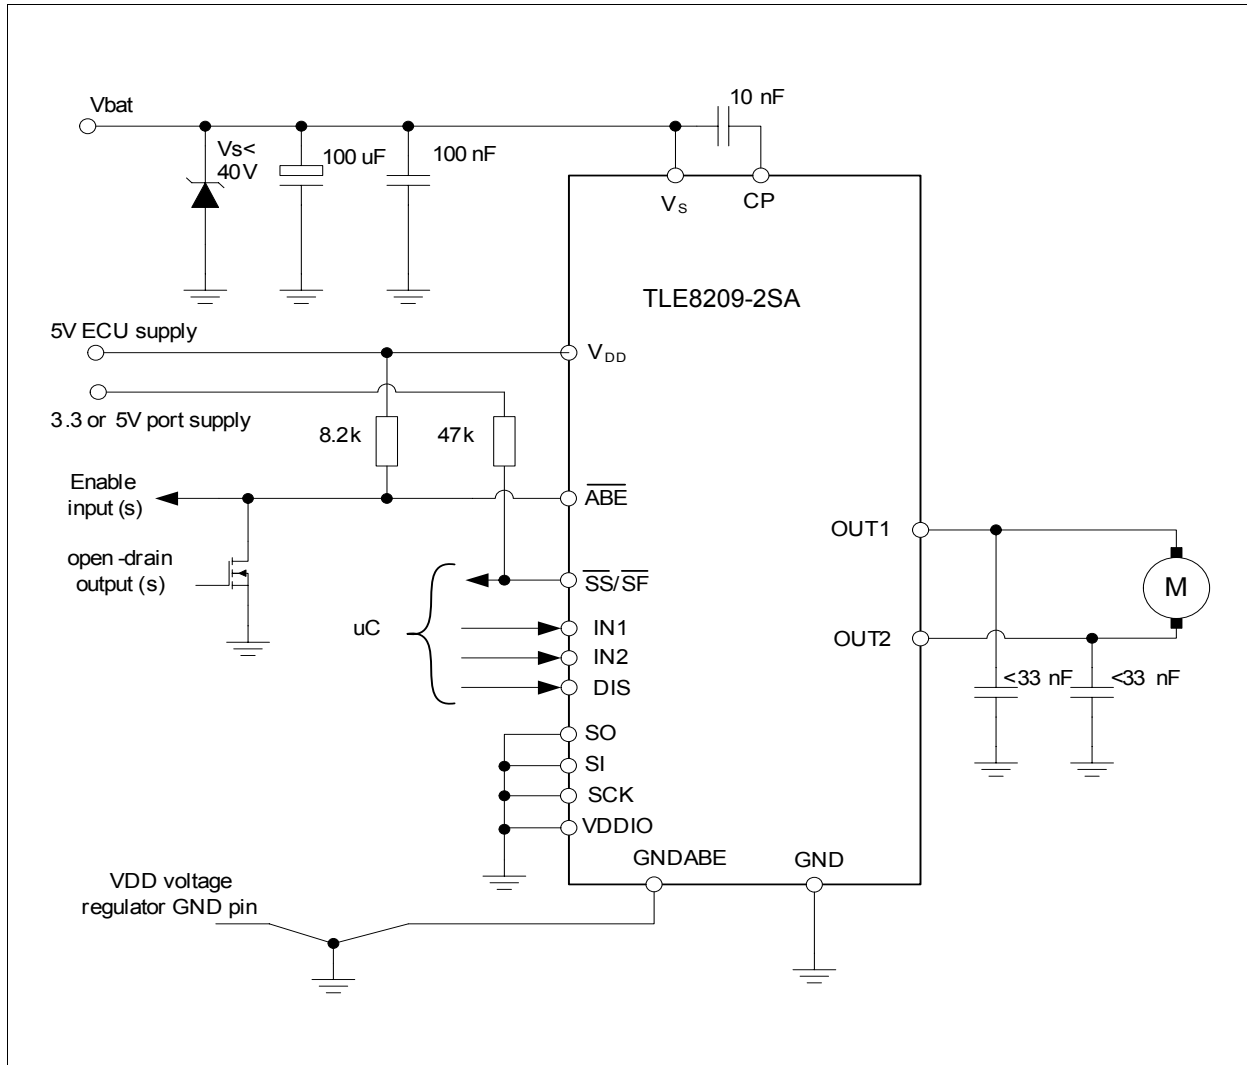 Vbat
10 nF
Vs<
40V
100 uF
100 nF
VS
CP
TLE8209-2SA
5V ECU supply
VDD
3.3 or 5V port supply
8.2k
47k
Enable
input (s)
ABE
open -drain
output (s)
OUT1
SS/SF
M
uC
IN1
IN2
DIS
OUT2
<33 nF
<33 nF
SO
SI
SCK
VDDIO
GNDABE
GND
VDD voltage
regulator GND pin